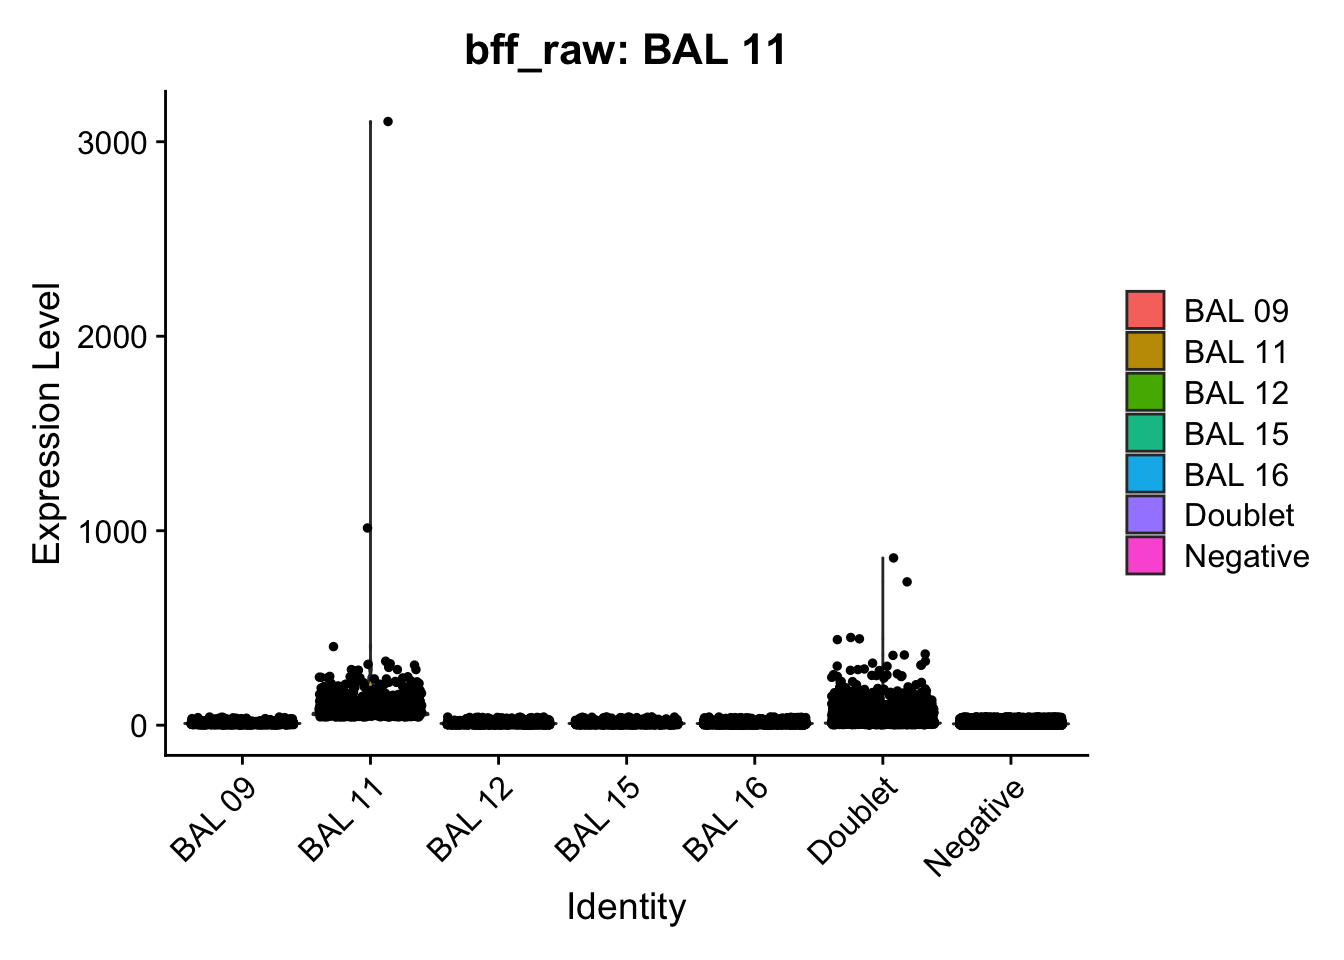 bff_raw: BAL 11
Expression Level
3000
2000
1000
0
BAL 09
BAL 11
BAL 12
BAL 15
BAL 16
Doublet
Negative
Identity
BAL 09
BAL 11
BAL 12
BAL 15
BAL 16
Doublet
Negative